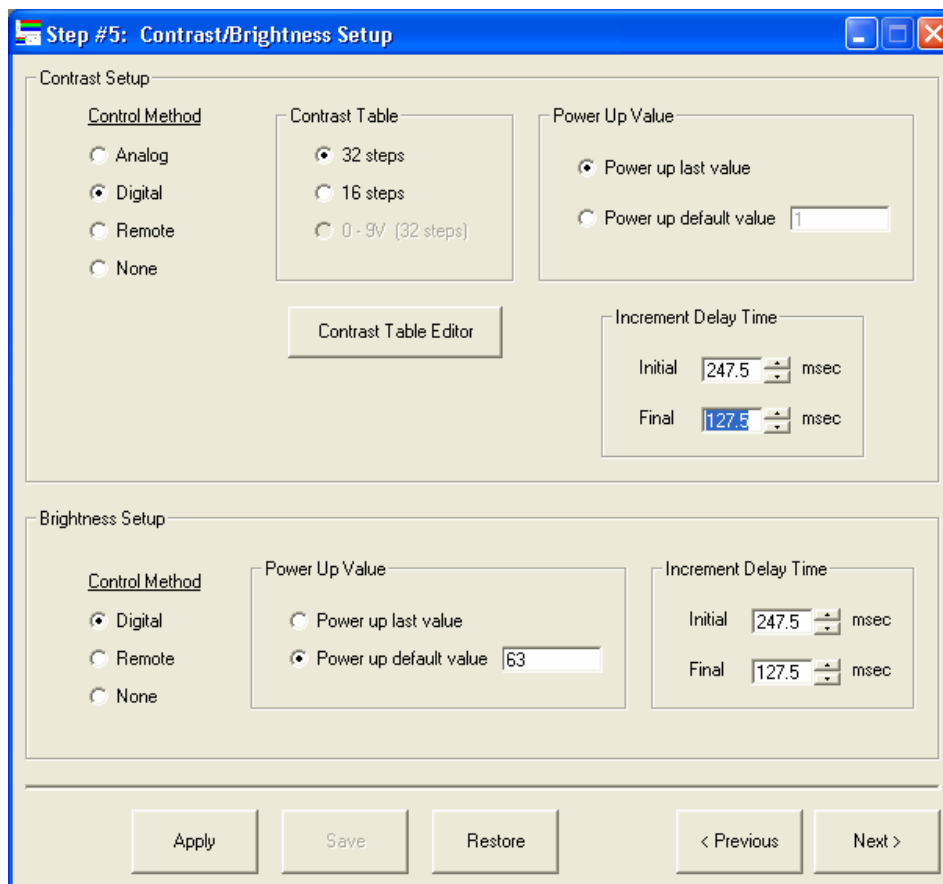 Step #5: Contrast/Brightness Setup
Contrast Setup
Control Method
Analog
Digital
Remote
None
Contrast Table
32 steps
16 steps
0 - 9V (32 steps)
Contrast Table Editor
Power Up Value
Power up last value
Power up default value 1
Increment Delay Time
Initial 247.5 msec
Final 127.5 msec
Brightness Setup
Control Method
Digital
Remote
None
Power Up Value
Power up last value
Power up default value 63
Increment Delay Time
Initial 247.5 msec
Final 127.5 msec
Apply
Save
Restore
< Previous
Next >